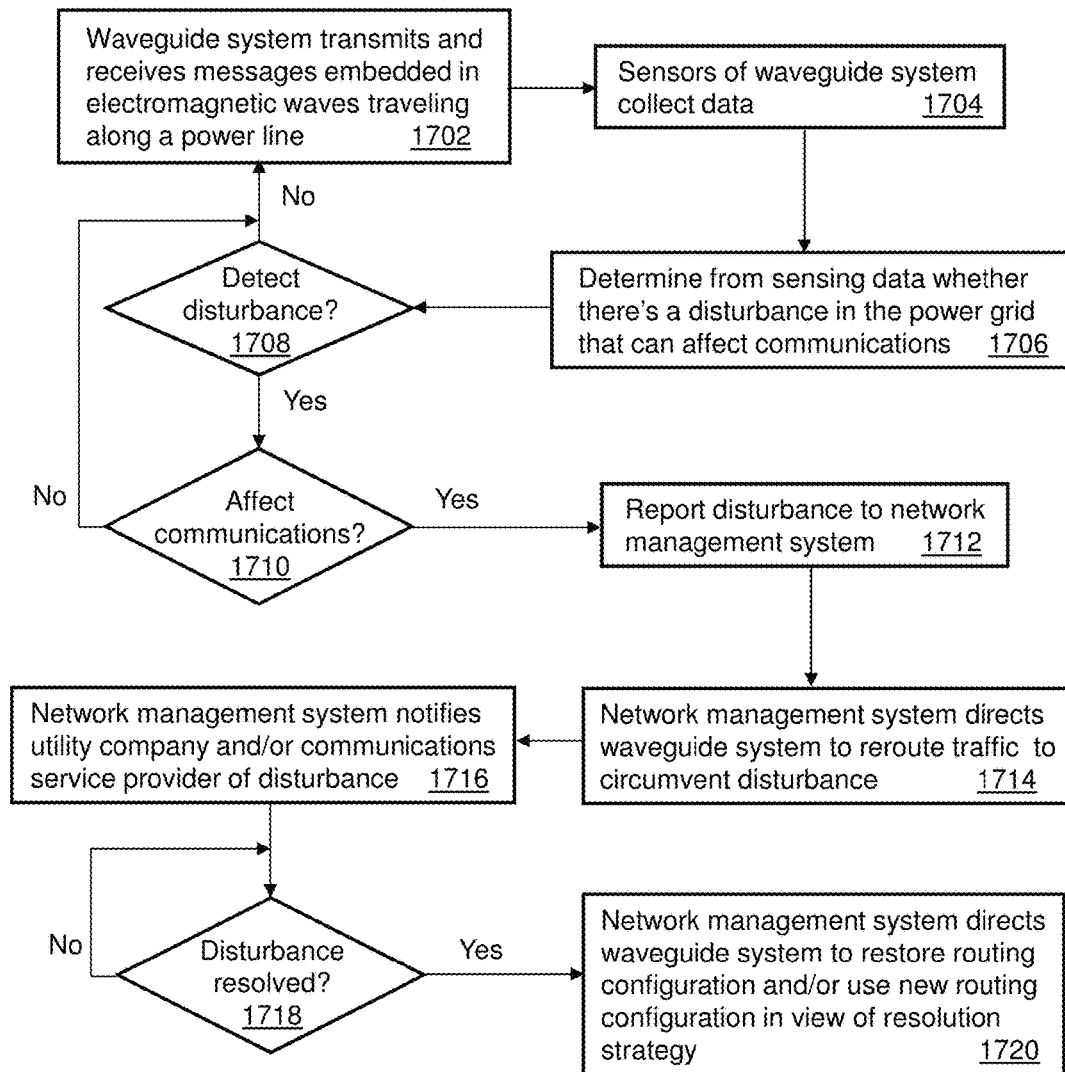 Waveguide system transmits and
receives messages embedded in
electromagnetic waves traveling
along a power line 1702
Sensors of waveguide system
collect data 1704
No
Detect
disturbance?
1708
Determine from sensing data whether
there's a disturbance in the power grid
that can affect communications 1706
Yes
No
Affect
communications?
1710
Yes
Report disturbance to network
management system 1712
Network management system directs
waveguide system to reroute traffic to
circumvent disturbance 1714
Network management system notifies
utility company and/or communications
service provider of disturbance 1716
No
Disturbance
resolved?
1718
Yes
Network management system directs
waveguide system to restore routing
configuration and/or use new routing
configuration in view of resolution
strategy 1720